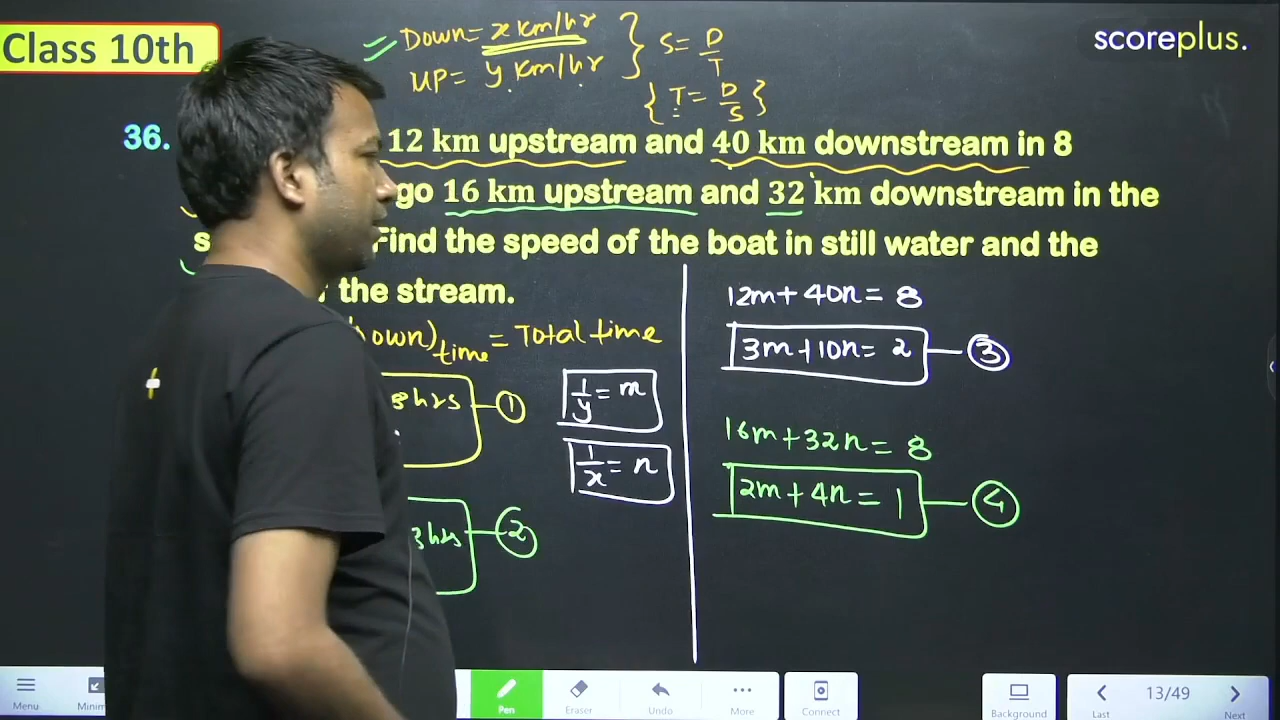 Class 10th
scoreplus.
Down= x km/hr
UP= y km/hr
S= D/T
{T= D/S}
36.
12 km upstream and 40 km downstream in 8
go 16 km upstream and 32 km downstream in the
s Find the speed of the boat in still water and the
the stream.
own)time = Total time
8hrs 1
1/y = m
1/x = n
hrs 2
12m+40n= 8
3m+10n= 2 3
16m+32n= 8
2m+4n= 1 4
Menu
Pen
Eraser
Undo
More
Connect
Background
Last
13/49
Next